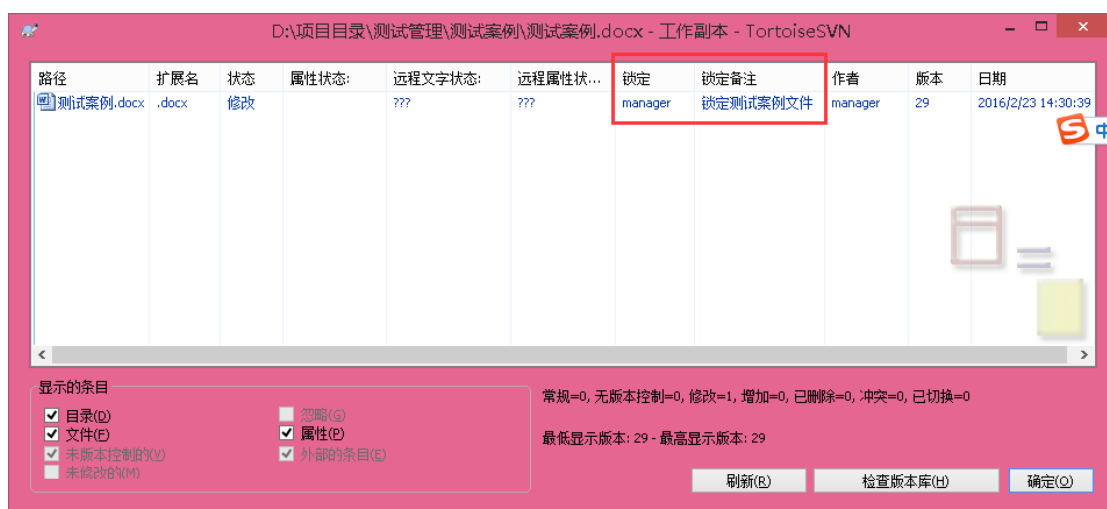 D:\项目目录\测试管理\测试案例\测试案例.docx - 工作副本 - TortoiseSVN
路径 扩展名 状态 属性状态: 远程文字状态: 远程属性状... 锁定 锁定备注 作者 版本 日期
测试案例.docx .docx 修改 ??? ??? manager 锁定测试案例文件 manager 29 2016/2/23 14:30:39
中
显示的条目
目录(D) 忽略(G)
文件(F) 属性(P)
未版本控制的(V) 外部的条目(E)
未修改的(M)
常规=0, 无版本控制=0, 修改=1, 增加=0, 已删除=0, 冲突=0, 已切换=0
最低显示版本: 29 - 最高显示版本: 29
刷新(R) 检查版本库(H) 确定(O)